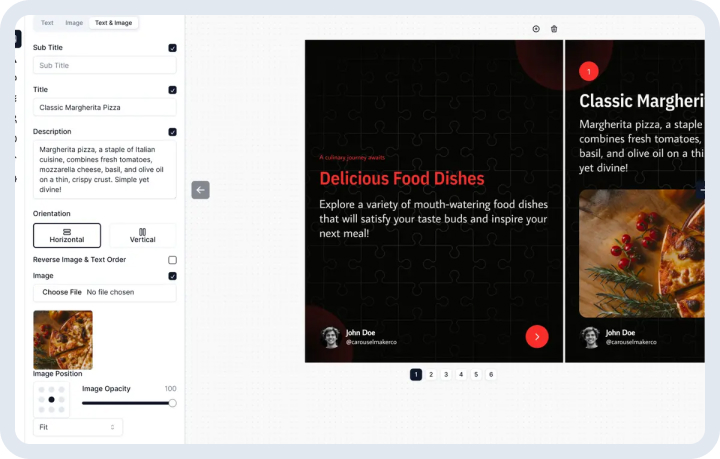 Text Image Text & Image
Sub Title
Sub Title
Title
Classic Margherita Pizza
Description
Margherita pizza, a staple of Italian
cuisine, combines fresh tomatoes,
mozzarella cheese, basil, and olive oil
on a thin, crispy crust. Simple yet
divine!
Orientation
Horizontal
Vertical
Reverse Image & Text Order
Image
Choose File No file chosen
Image Position
Image Opacity 100
Fit
A culinary journey awaits
Delicious Food Dishes
Explore a variety of mouth-watering food dishes
that will satisfy your taste buds and inspire your
next meal!
John Doe
@carouselmakerco
1 2 3 4 5 6
1
Classic Margheri
Margherita pizza, a staple
combines fresh tomatoes,
basil, and olive oil on a thi
yet divine!
John Doe
@carouselmakerco